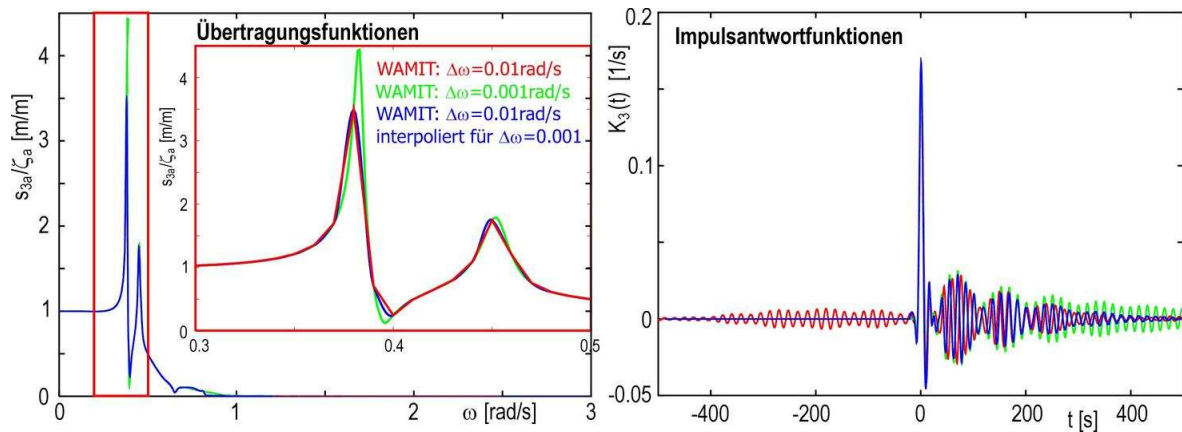 Übertragungsfunktionen
WAMIT: Δω=0.01rad/s
WAMIT: Δω=0.001rad/s
WAMIT: Δω=0.01rad/s
interpoliert für Δω=0.001
s3a/ζa [m/m]
4
3
2
1
0
0.3
0.4
0.5
s3a/ζa [m/m]
4
3
2
1
0
0
1
2
3
ω [rad/s]
Impulsantwortfunktionen
K3(t) [1/s]
0.2
0.1
0
-0.05
-400
-200
0
200
400
t [s]